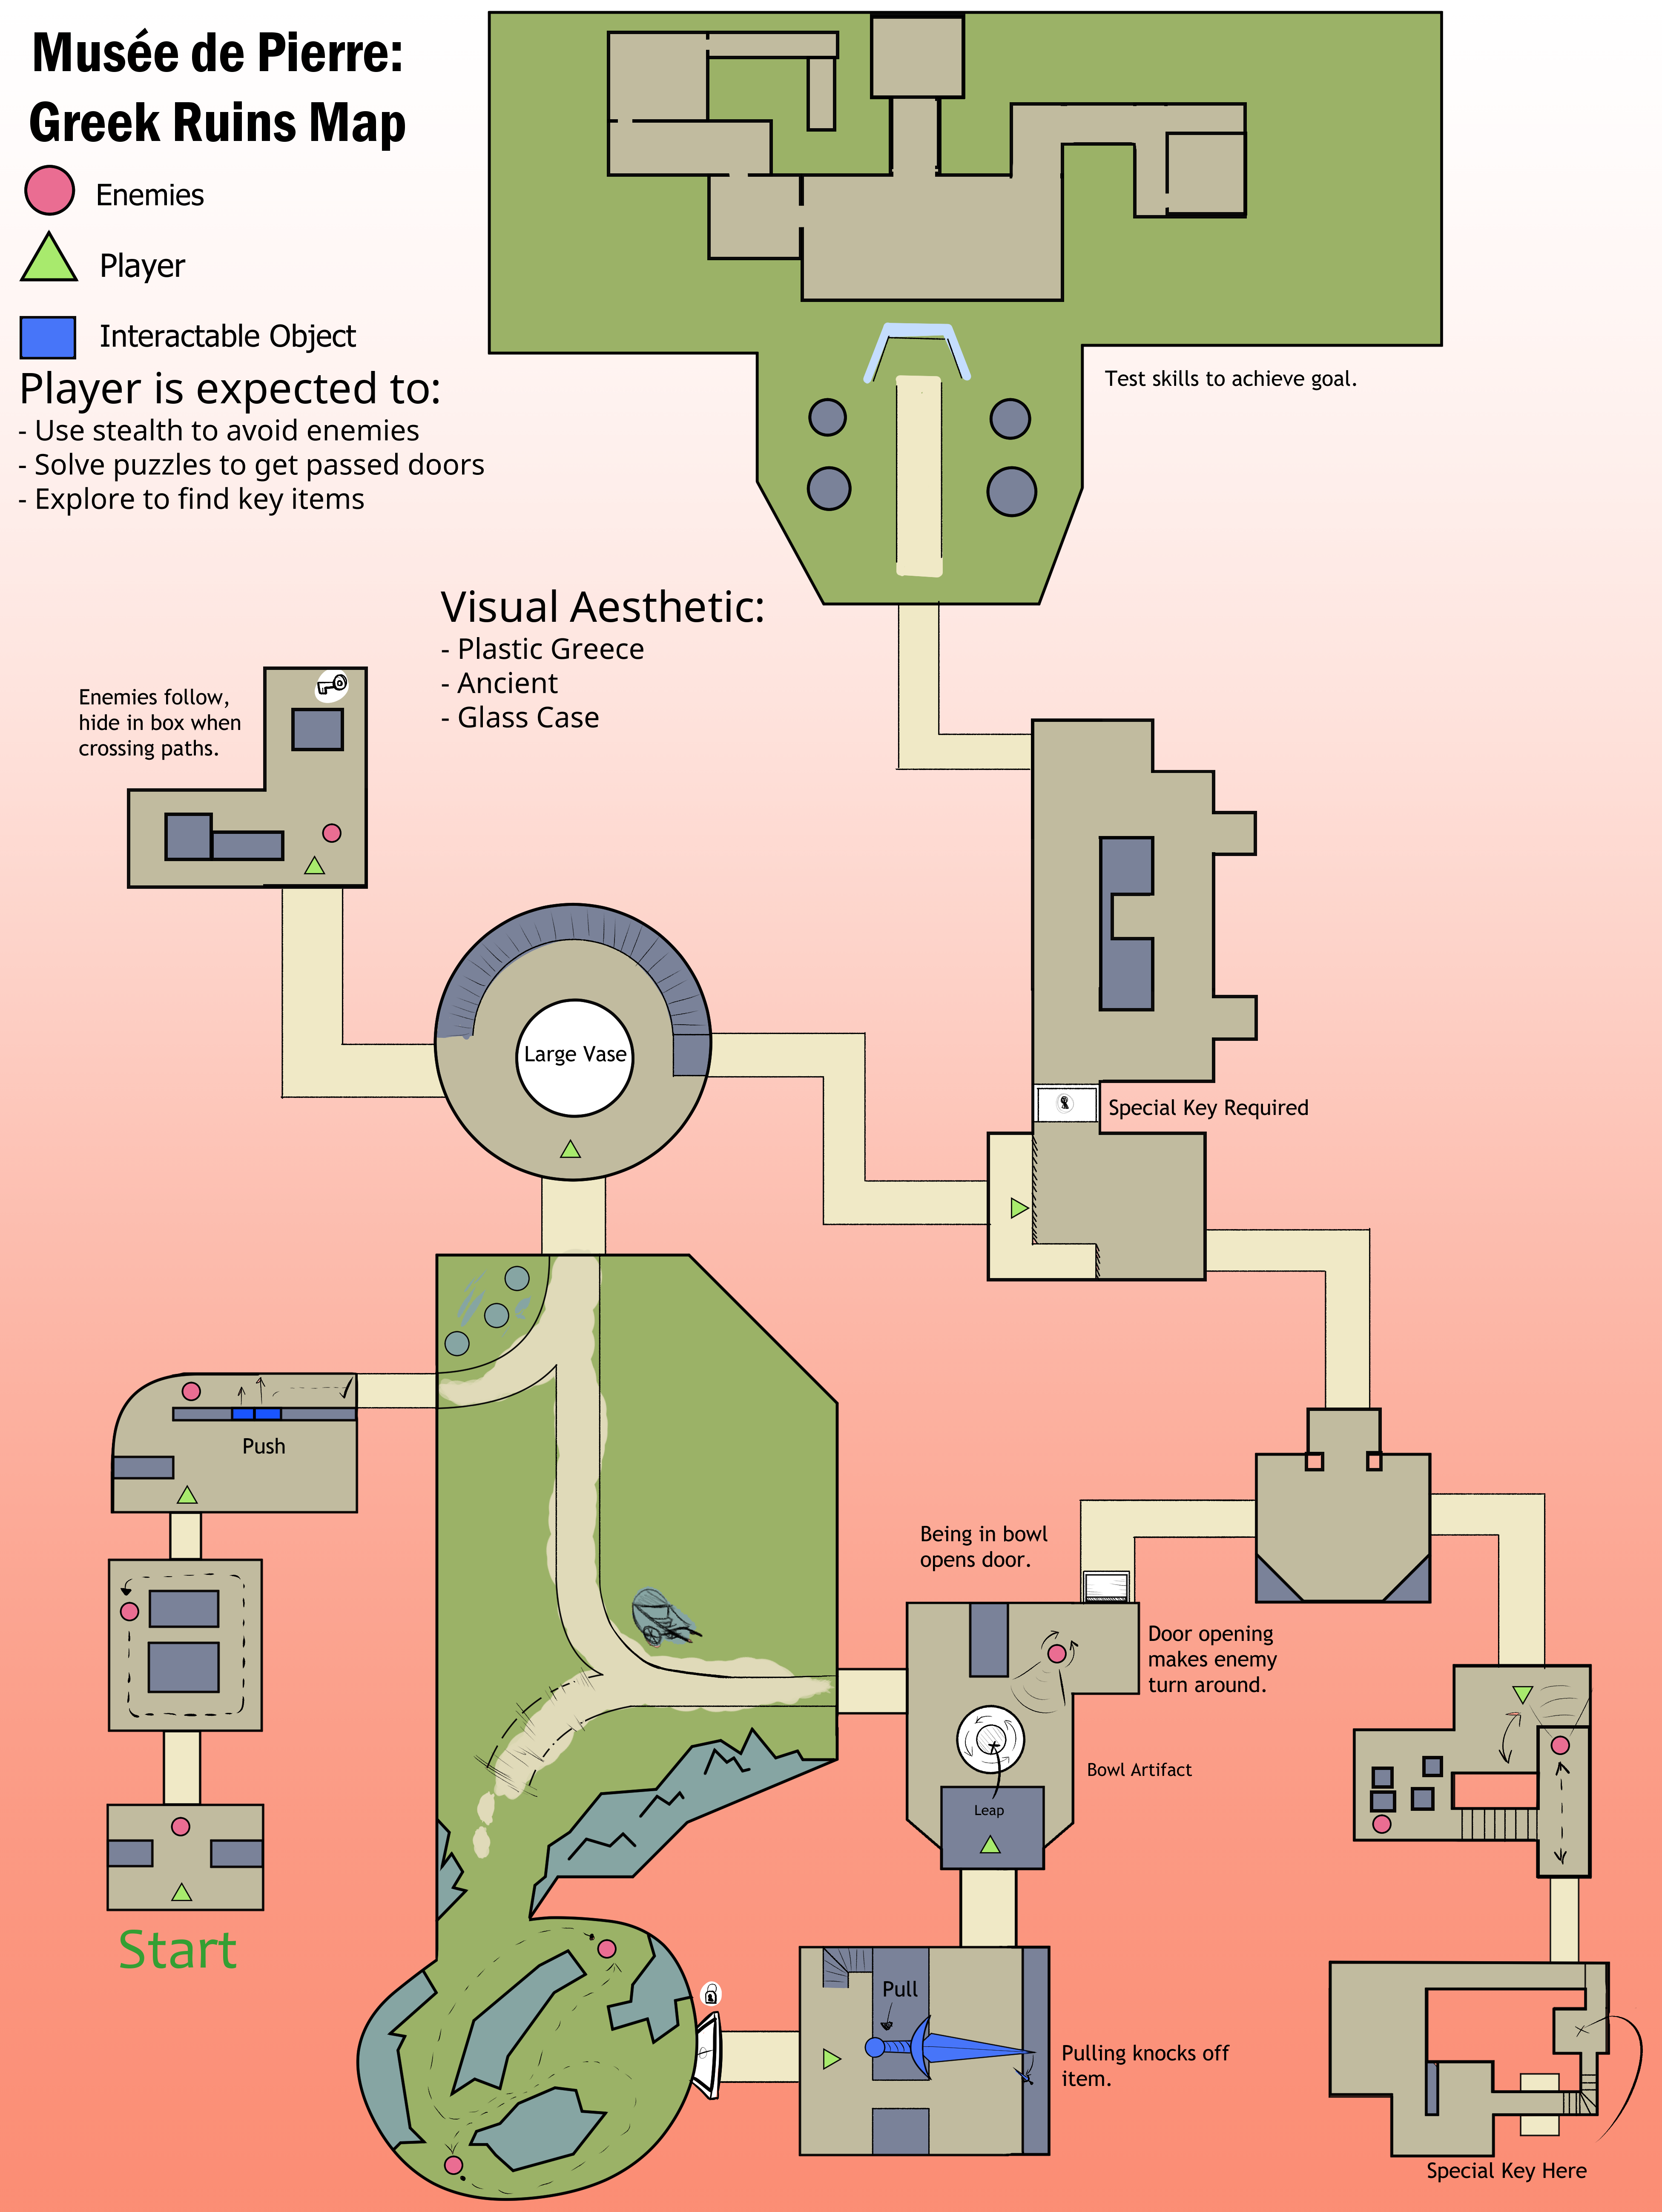 Musée de Pierre:
Greek Ruins Map
Enemies
Player
Interactable Object
Player is expected to:
- Use stealth to avoid enemies
- Solve puzzles to get passed doors
- Explore to find key items
Test skills to achieve goal.
Visual Aesthetic:
- Plastic Greece
- Ancient
- Glass Case
Enemies follow,
hide in box when
crossing paths.
Large Vase
Special Key Required
Push
Being in bowl
opens door.
Door opening
makes enemy
turn around.
Bowl Artifact
Leap
Start
Pull
Pulling knocks off
item.
Special Key Here